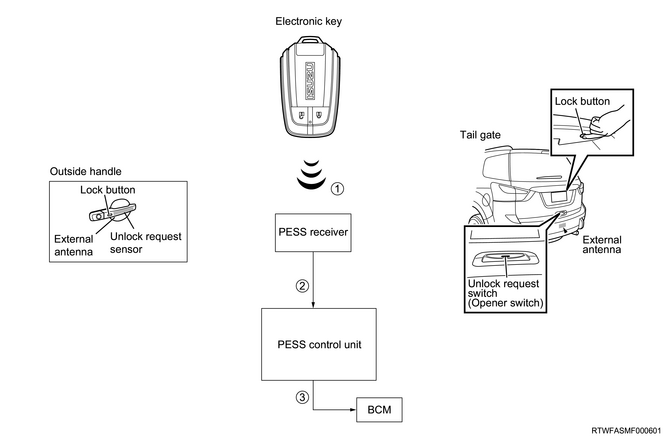 Electronic key
ISUZU
Lock button
Tail gate
Outside handle
Lock button
External
antenna
Unlock request
sensor
1
PESS receiver
External
antenna
Unlock request
switch
(Opener switch)
2
PESS control unit
3
BCM
RTWFASMF000601